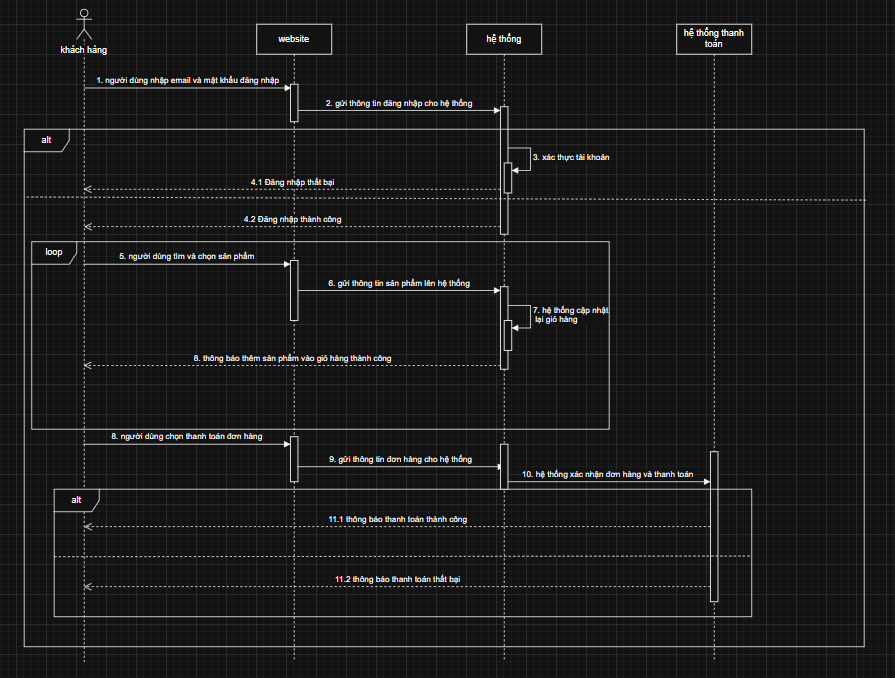 khách hàng
website
hệ thống
hệ thống thanh
toán
1. người dùng nhập email và mật khẩu đăng nhập
2. gửi thông tin đăng nhập cho hệ thống
alt
3. xác thực tài khoản
4.1 Đăng nhập thất bại
4.2 Đăng nhập thành công
loop
5. người dùng tìm và chọn sản phẩm
6. gửi thông tin sản phẩm lên hệ thống
7. hệ thống cập nhật
lại giỏ hàng
8. thông báo thêm sản phẩm vào giỏ hàng thành công
8. người dùng chọn thanh toán đơn hàng
9. gửi thông tin đơn hàng cho hệ thống
10. hệ thống xác nhận đơn hàng và thanh toán
alt
11.1 thông báo thanh toán thành công
11.2 thông báo thanh toán thất bại